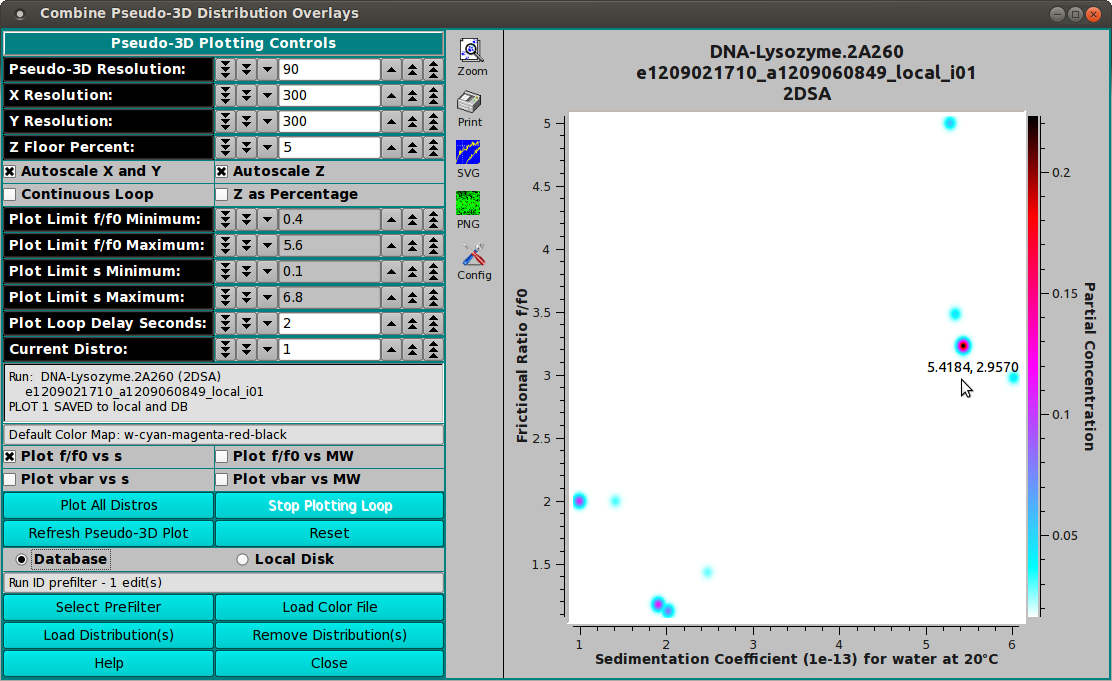 Combine Pseudo-3D Distribution Overlays
Pseudo-3D Plotting Controls
Pseudo-3D Resolution: 90
X Resolution: 300
Y Resolution: 300
Z Floor Percent: 5
Autoscale X and Y Autoscale Z
Continuous Loop Z as Percentage
Plot Limit f/f0 Minimum: 0.4
Plot Limit f/f0 Maximum: 5.6
Plot Limit s Minimum: 0.1
Plot Limit s Maximum: 6.8
Plot Loop Delay Seconds: 2
Current Distro: 1
Run: DNA-Lysozyme.2A260 (2DSA)
e1209021710_a1209060849_local_i01
PLOT 1 SAVED to local and DB
Default Color Map: w-cyan-magenta-red-black
Plot f/f0 vs s Plot f/f0 vs MW
Plot vbar vs s Plot vbar vs MW
Plot All Distros Stop Plotting Loop
Refresh Pseudo-3D Plot Reset
Database Local Disk
Run ID prefilter - 1 edit(s)
Select PreFilter Load Color File
Load Distribution(s) Remove Distribution(s)
Help Close
Zoom
Print
SVG
PNG
Config
DNA-Lysozyme.2A260
e1209021710_a1209060849_local_i01
2DSA
Frictional Ratio f/f0
5
4.5
4
3.5
3
2.5
2
1.5
5.4184, 2.9570
1 2 3 4 5 6
Sedimentation Coefficient (1e-13) for water at 20°C
0.2
0.15
0.1
0.05
Partial Concentration